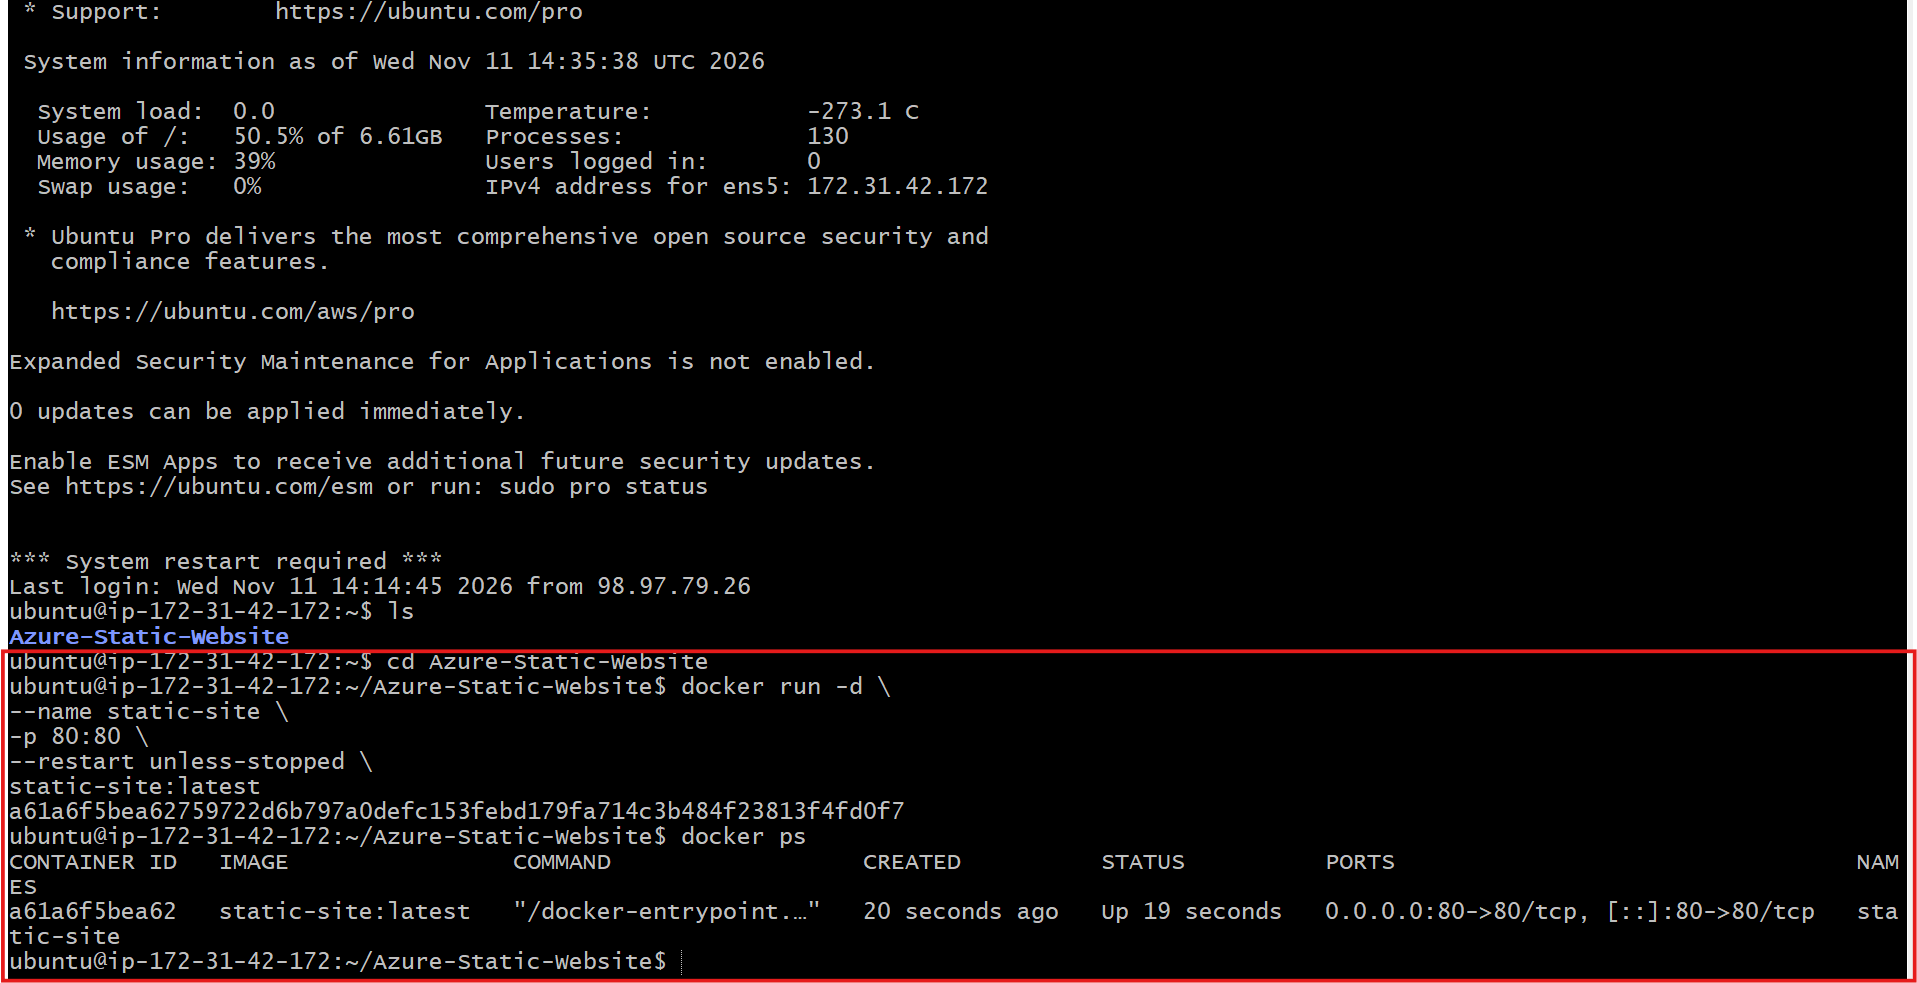 * Support:        https://ubuntu.com/pro
System information as of Wed Nov 11 14:35:38 UTC 2026
System load:  0.0               Temperature:           -273.1 C
Usage of /:   50.5% of 6.61GB   Processes:             130
Memory usage: 39%               Users logged in:       0
Swap usage:   0%                IPv4 address for ens5: 172.31.42.172
* Ubuntu Pro delivers the most comprehensive open source security and
compliance features.
https://ubuntu.com/aws/pro
Expanded Security Maintenance for Applications is not enabled.
0 updates can be applied immediately.
Enable ESM Apps to receive additional future security updates.
See https://ubuntu.com/esm or run: sudo pro status
*** System restart required ***
Last login: Wed Nov 11 14:14:45 2026 from 98.97.79.26
ubuntu@ip-172-31-42-172:~$ ls
Azure-Static-Website
ubuntu@ip-172-31-42-172:~$ cd Azure-Static-Website
ubuntu@ip-172-31-42-172:~/Azure-Static-Website$ docker run -d \
--name static-site \
-p 80:80 \
--restart unless-stopped \
static-site:latest
a61a6f5bea62759722d6b797a0defc153febd179fa714c3b484f23813f4fd0f7
ubuntu@ip-172-31-42-172:~/Azure-Static-Website$ docker ps
CONTAINER ID   IMAGE                COMMAND                  CREATED          STATUS          PORTS                                 NAM
ES
a61a6f5bea62   static-site:latest   "/docker-entrypoint.…"   20 seconds ago   Up 19 seconds   0.0.0.0:80->80/tcp, [::]:80->80/tcp   sta
tic-site
ubuntu@ip-172-31-42-172:~/Azure-Static-Website$